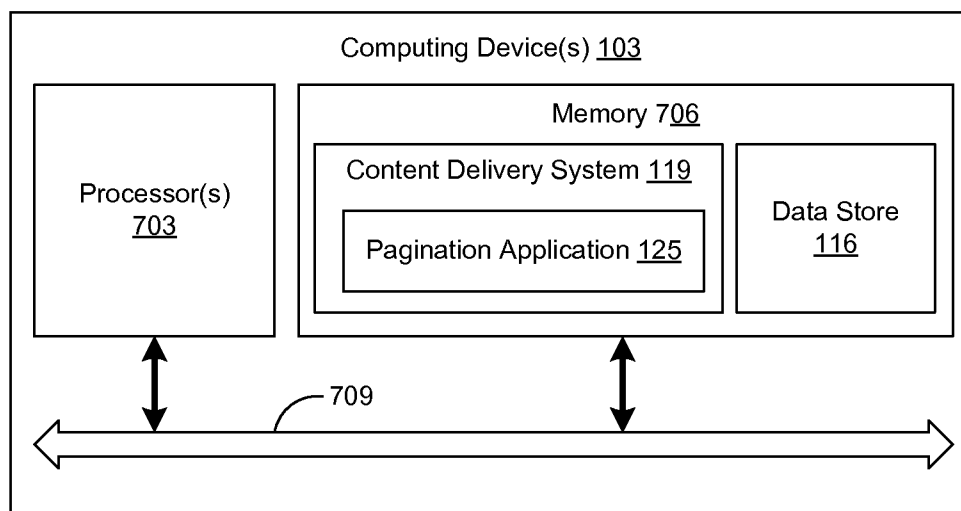 Computing Device(s) 103
Processor(s)
703
Memory 706
Content Delivery System 119
Pagination Application 125
Data Store
116
709